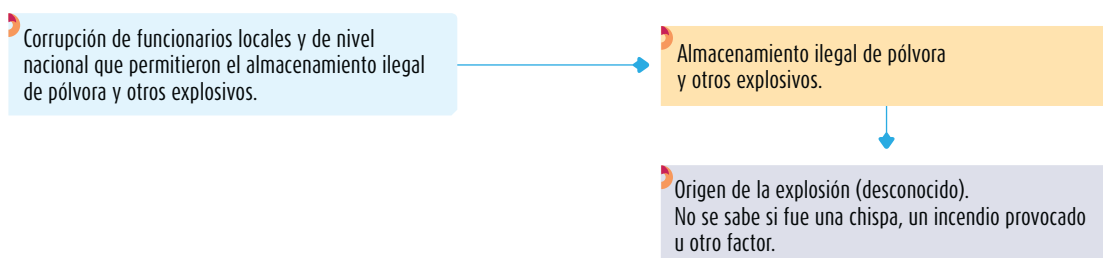 Corrupción de funcionarios locales y de nivel
nacional que permitieron el almacenamiento ilegal
de pólvora y otros explosivos.
Almacenamiento ilegal de pólvora
y otros explosivos.
Origen de la explosión (desconocido).
No se sabe si fue una chispa, un incendio provocado
u otro factor.